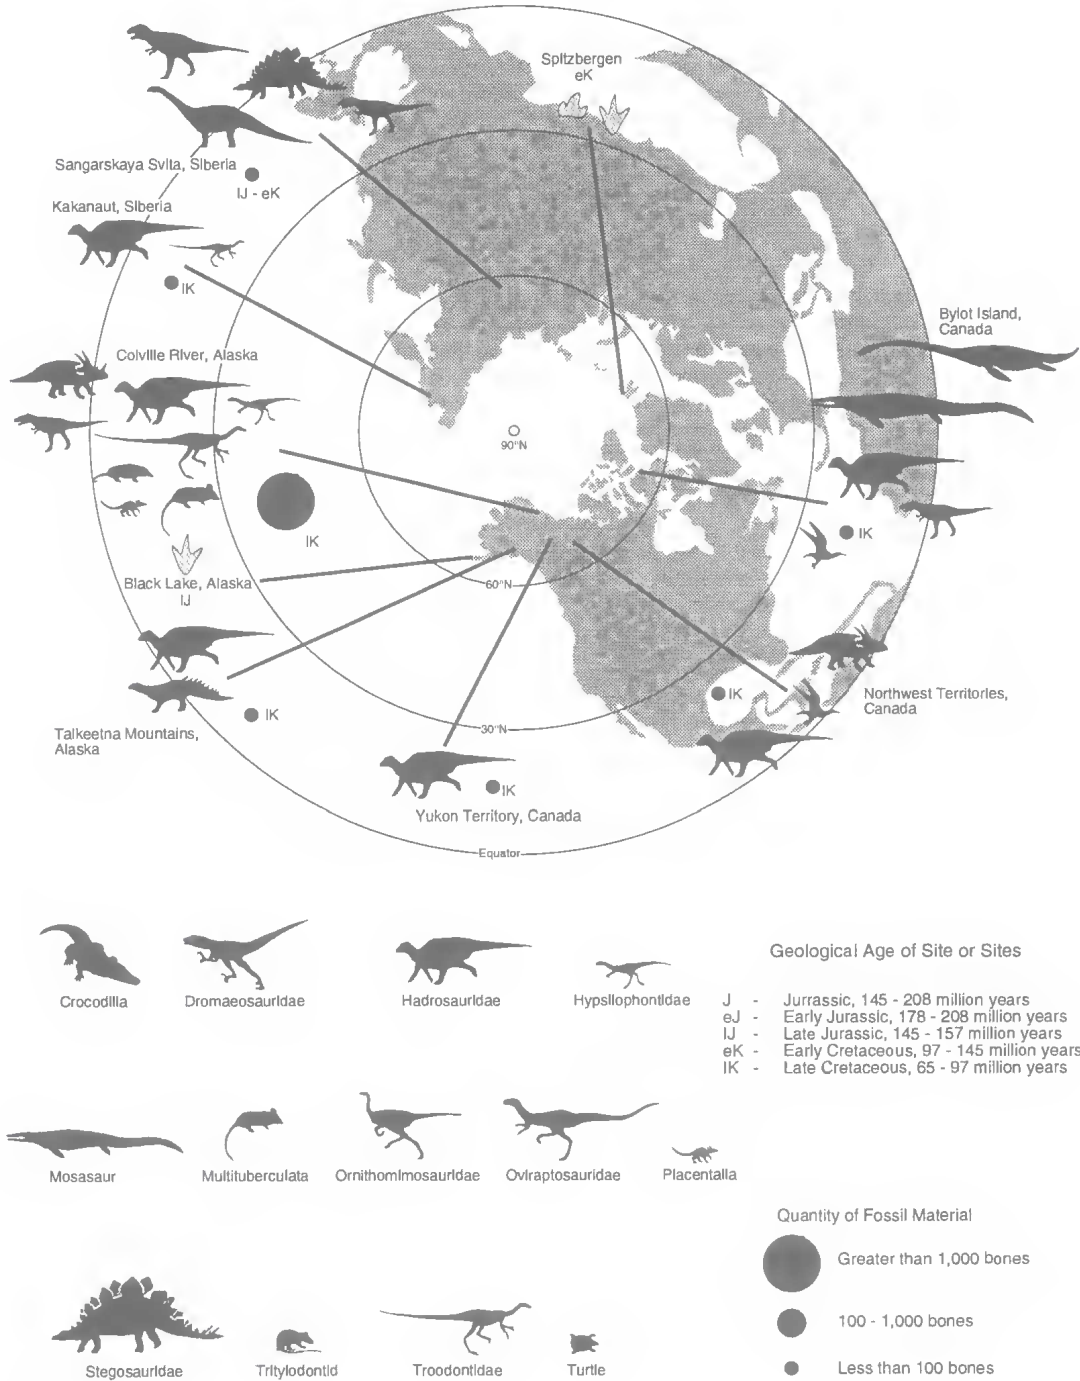 Spitzbergen
eK
Sangarskaya Svita, Siberia
lJ - eK
Kakanaut, Siberia
lK
Bylot Island,
Canada
Colville River, Alaska
90°N
lK
lK
Black Lake, Alaska
lJ
60°N
lK
Northwest Territories,
Canada
lK
Talkeetna Mountains,
Alaska
30°N
lK
Yukon Territory, Canada
Equator
Crocodilia
Dromaeosauridae
Hadrosauridae
Hypsilophontidae
Geological Age of Site or Sites
J - Jurrassic, 145 - 208 million years
eJ - Early Jurassic, 178 - 208 million years
lJ - Late Jurassic, 145 - 157 million years
eK - Early Cretaceous, 97 - 145 million years
lK - Late Cretaceous, 65 - 97 million years
Mosasaur
Multituberculata
Ornithomimosauridae
Oviraptosauridae
Placentalia
Quantity of Fossil Material
Greater than 1,000 bones
100 - 1,000 bones
Less than 100 bones
Stegosauridae
Tritylodontid
Troodontidae
Turtle